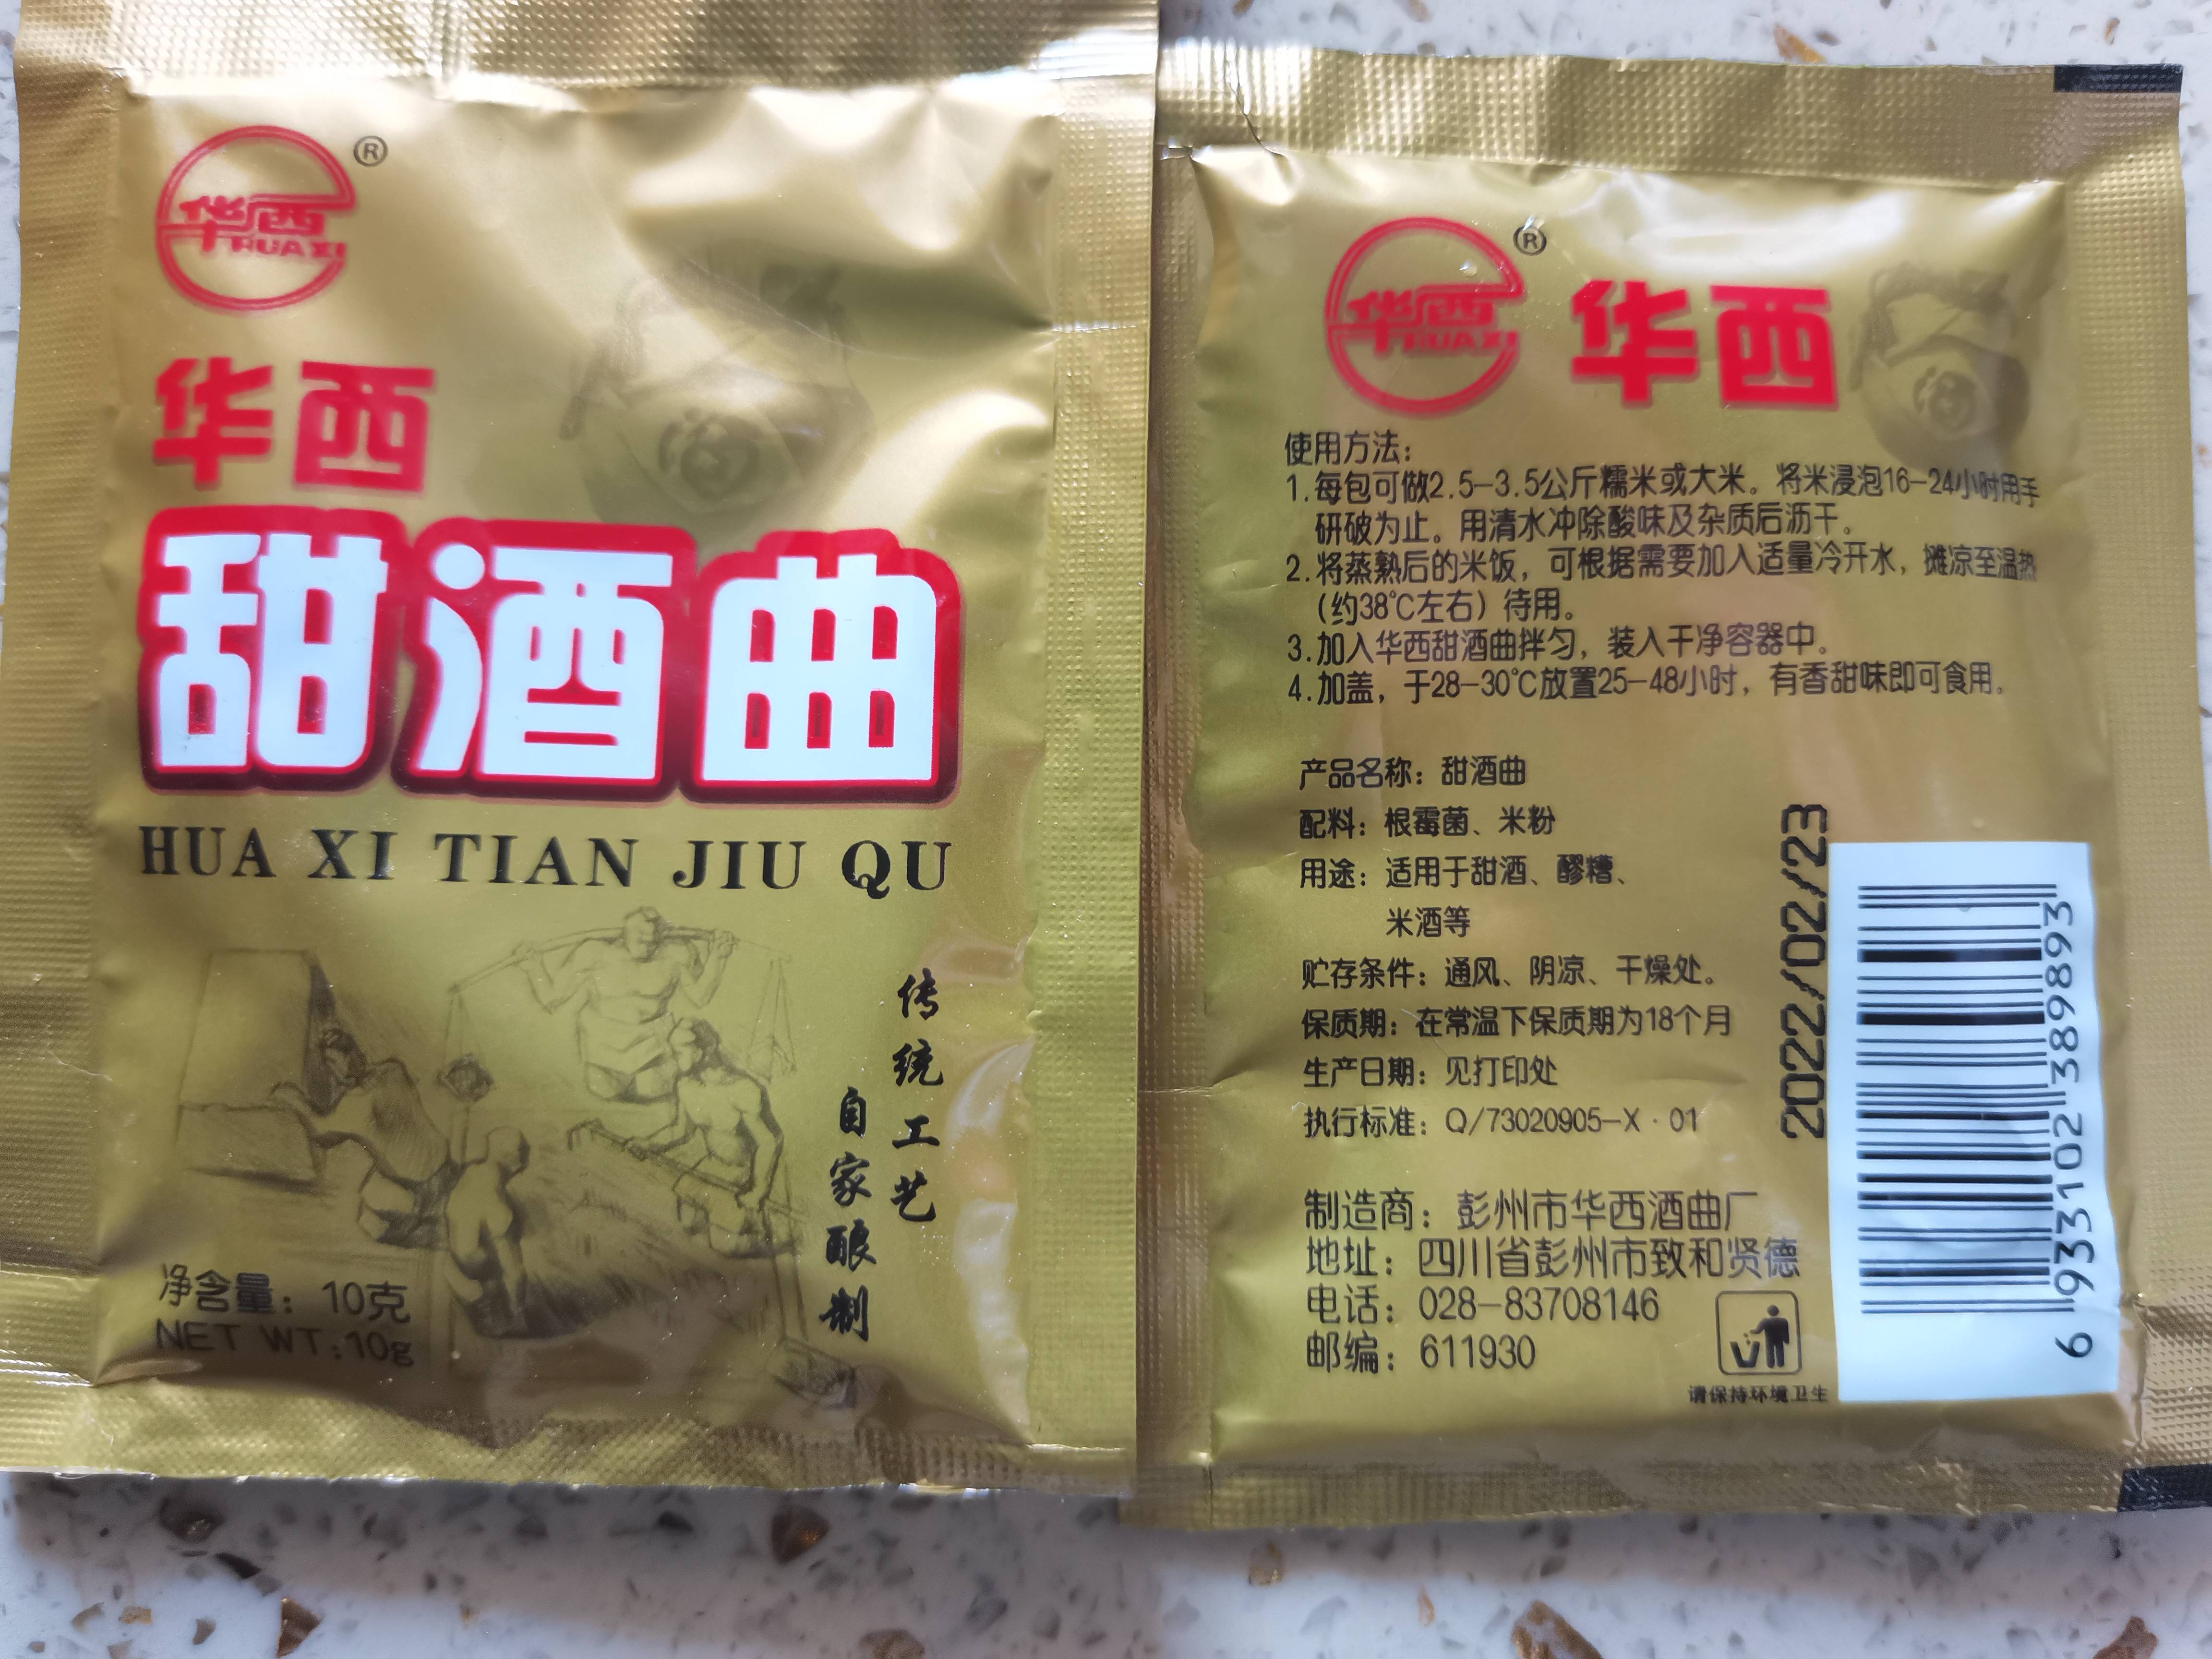 华西
HUA XI
®
华西
甜酒曲
HUA XI TIAN JIU QU
传统工艺
自家酿制
净含量：10克
NET WT:10g
华西
HUA XI
®
华西
使用方法：
1.每包可做2.5-3.5公斤糯米或大米。将米浸泡16-24小时用手
研破为止。用清水冲除酸味及杂质后沥干。
2.将蒸熟后的米饭，可根据需要加入适量冷开水，摊凉至温热
(约38℃左右）待用。
3.加入华西甜酒曲拌匀，装入干净容器中。
4.加盖，于28-30℃放置25-48小时，有香甜味即可食用。
产品名称：甜酒曲
配料：根霉菌、米粉
用途：适用于甜酒、醪糟、
米酒等
贮存条件：通风、阴凉、干燥处。
保质期：在常温下保质期为18个月
生产日期：见打印处
执行标准：Q/73020905-X·01
2022/02/23
制造商：彭州市华西酒曲厂
地址：四川省彭州市致和贤德
电话：028-83708146
邮编：611930
请保持环境卫生
6 933102 389893